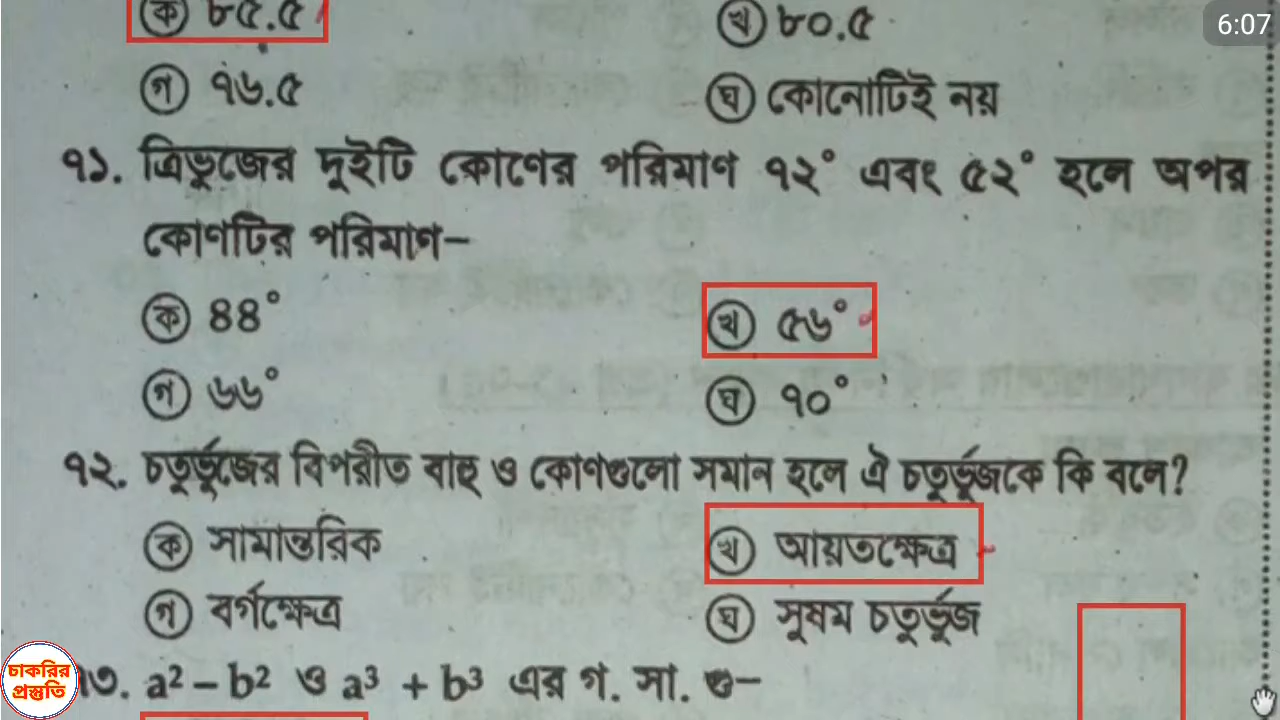 ক ৮৫.৫ খ ৮০.৫
6:07
গ ৭৬.৫ ঘ কোনোটিই নয়
৭১. ত্রিভুজের দুইটি কোণের পরিমাণ ৭২° এবং ৫২° হলে অপর
কোণটির পরিমাণ–
ক ৪৪° খ ৫৬°
গ ৬৬° ঘ ৭০°
৭২. চতুর্ভুজের বিপরীত বাহু ও কোণগুলো সমান হলে ঐ চতুর্ভুজকে কি বলে?
ক সামান্তরিক খ আয়তক্ষেত্র
গ বর্গক্ষেত্র ঘ সুষম চতুর্ভুজ
৭৩. a² – b² ও a³ + b³ এর গ. সা. গু–
চাকরির
প্রস্তুতি